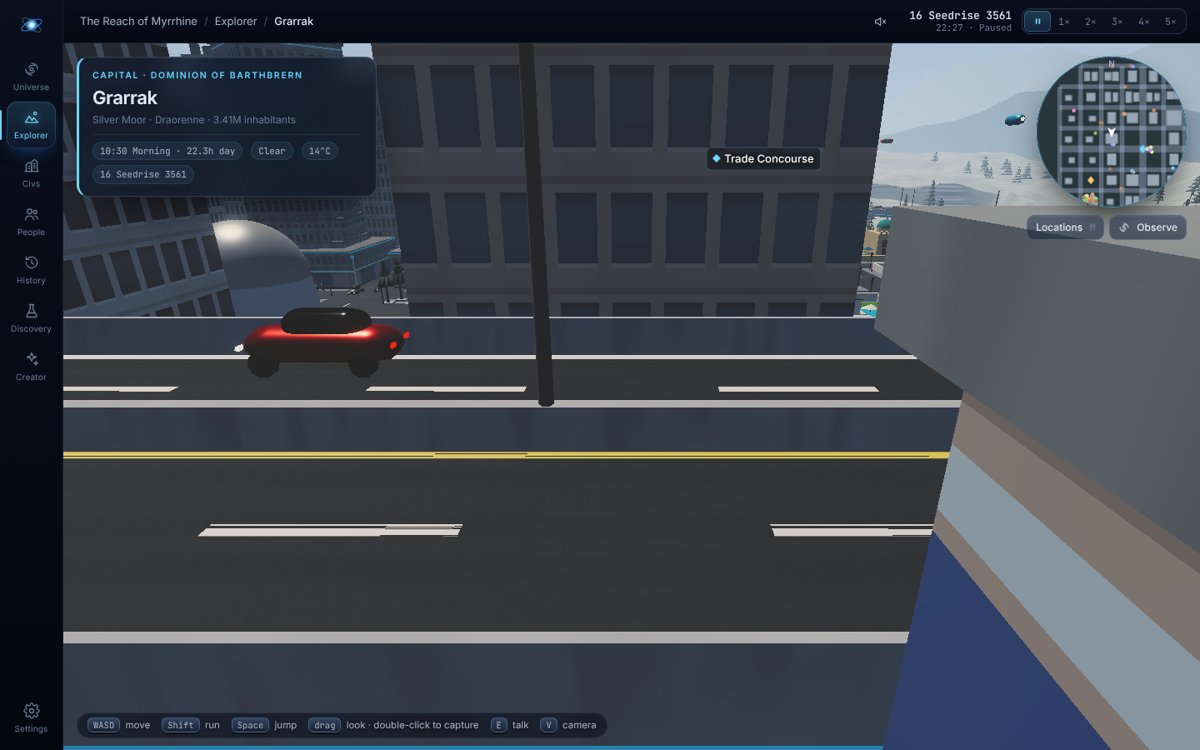 The Reach of Myrrhine / Explorer / Grarrak
16 Seedrise 3561
22:27 · Paused
1× 2× 3× 4× 5×
Universe
Explorer
Civs
People
History
Discovery
Creator
Settings
CAPITAL · DOMINION OF BARTHBRERN
Grarrak
Silver Moor · Draorenne · 3.41M inhabitants
10:30 Morning · 22.3h day Clear 14°C
16 Seedrise 3561
Trade Concourse
N
Locations M Observe
WASD move Shift run Space jump drag look · double-click to capture E talk V camera